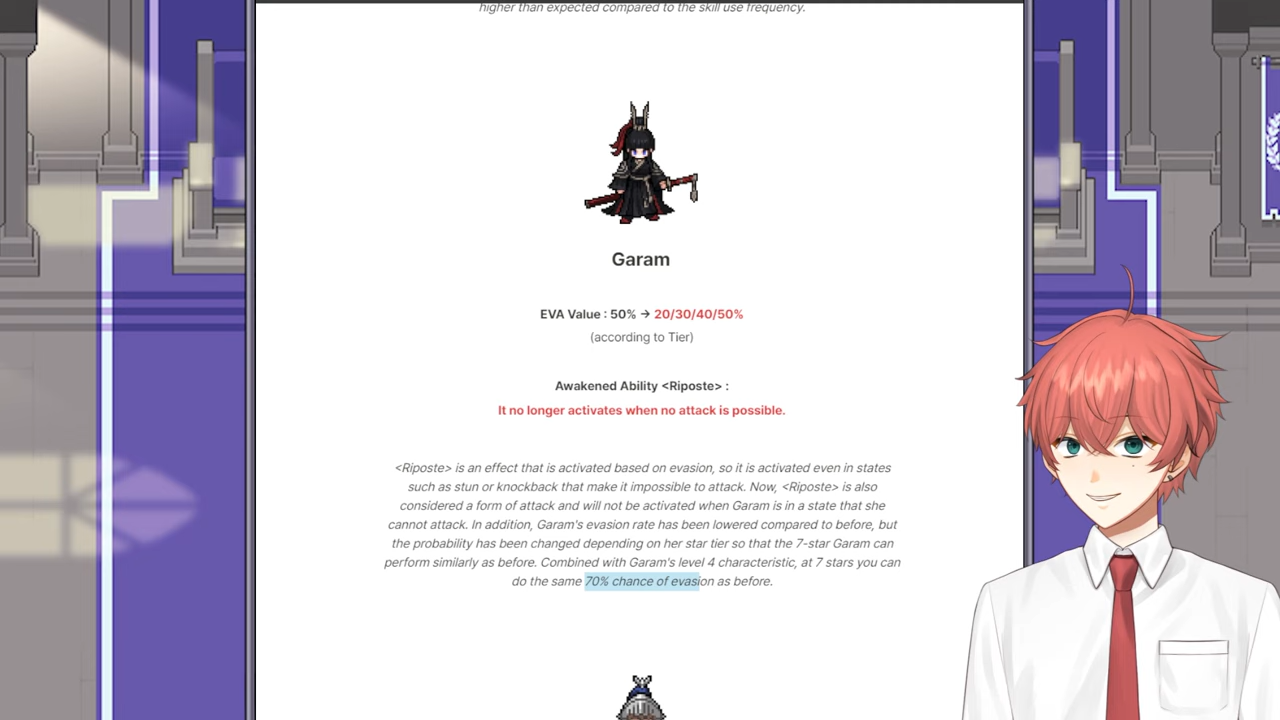 higher than expected compared to the skill use frequency.
Garam
EVA Value : 50% → 20/30/40/50%
(according to Tier)
Awakened Ability <Riposte> :
It no longer activates when no attack is possible.
<Riposte> is an effect that is activated based on evasion, so it is activated even in states
such as stun or knockback that make it impossible to attack. Now, <Riposte> is also
considered a form of attack and will not be activated when Garam is in a state that she
cannot attack. In addition, Garam's evasion rate has been lowered compared to before, but
the probability has been changed depending on her star tier so that the 7-star Garam can
perform similarly as before. Combined with Garam's level 4 characteristic, at 7 stars you can
do the same 70% chance of evasion as before.